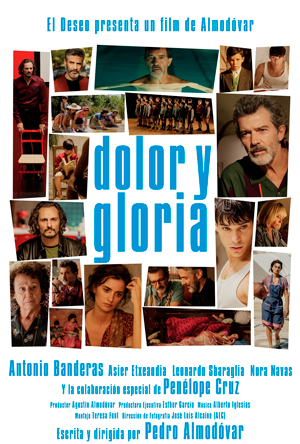 El Deseo presenta un film de Almodóvar
dolor y
gloria
Antonio Banderas Asier Etxeandia Leonardo Sbaraglia Nora Navas
Y la colaboración especial de Penélope Cruz
Productor Agustín Almodóvar Productora Ejecutiva Esther García Música Alberto Iglesias
Montaje Teresa Font Dirección de Fotografía José Luis Alcaine (AEC)
Escrita y dirigida por Pedro Almodóvar